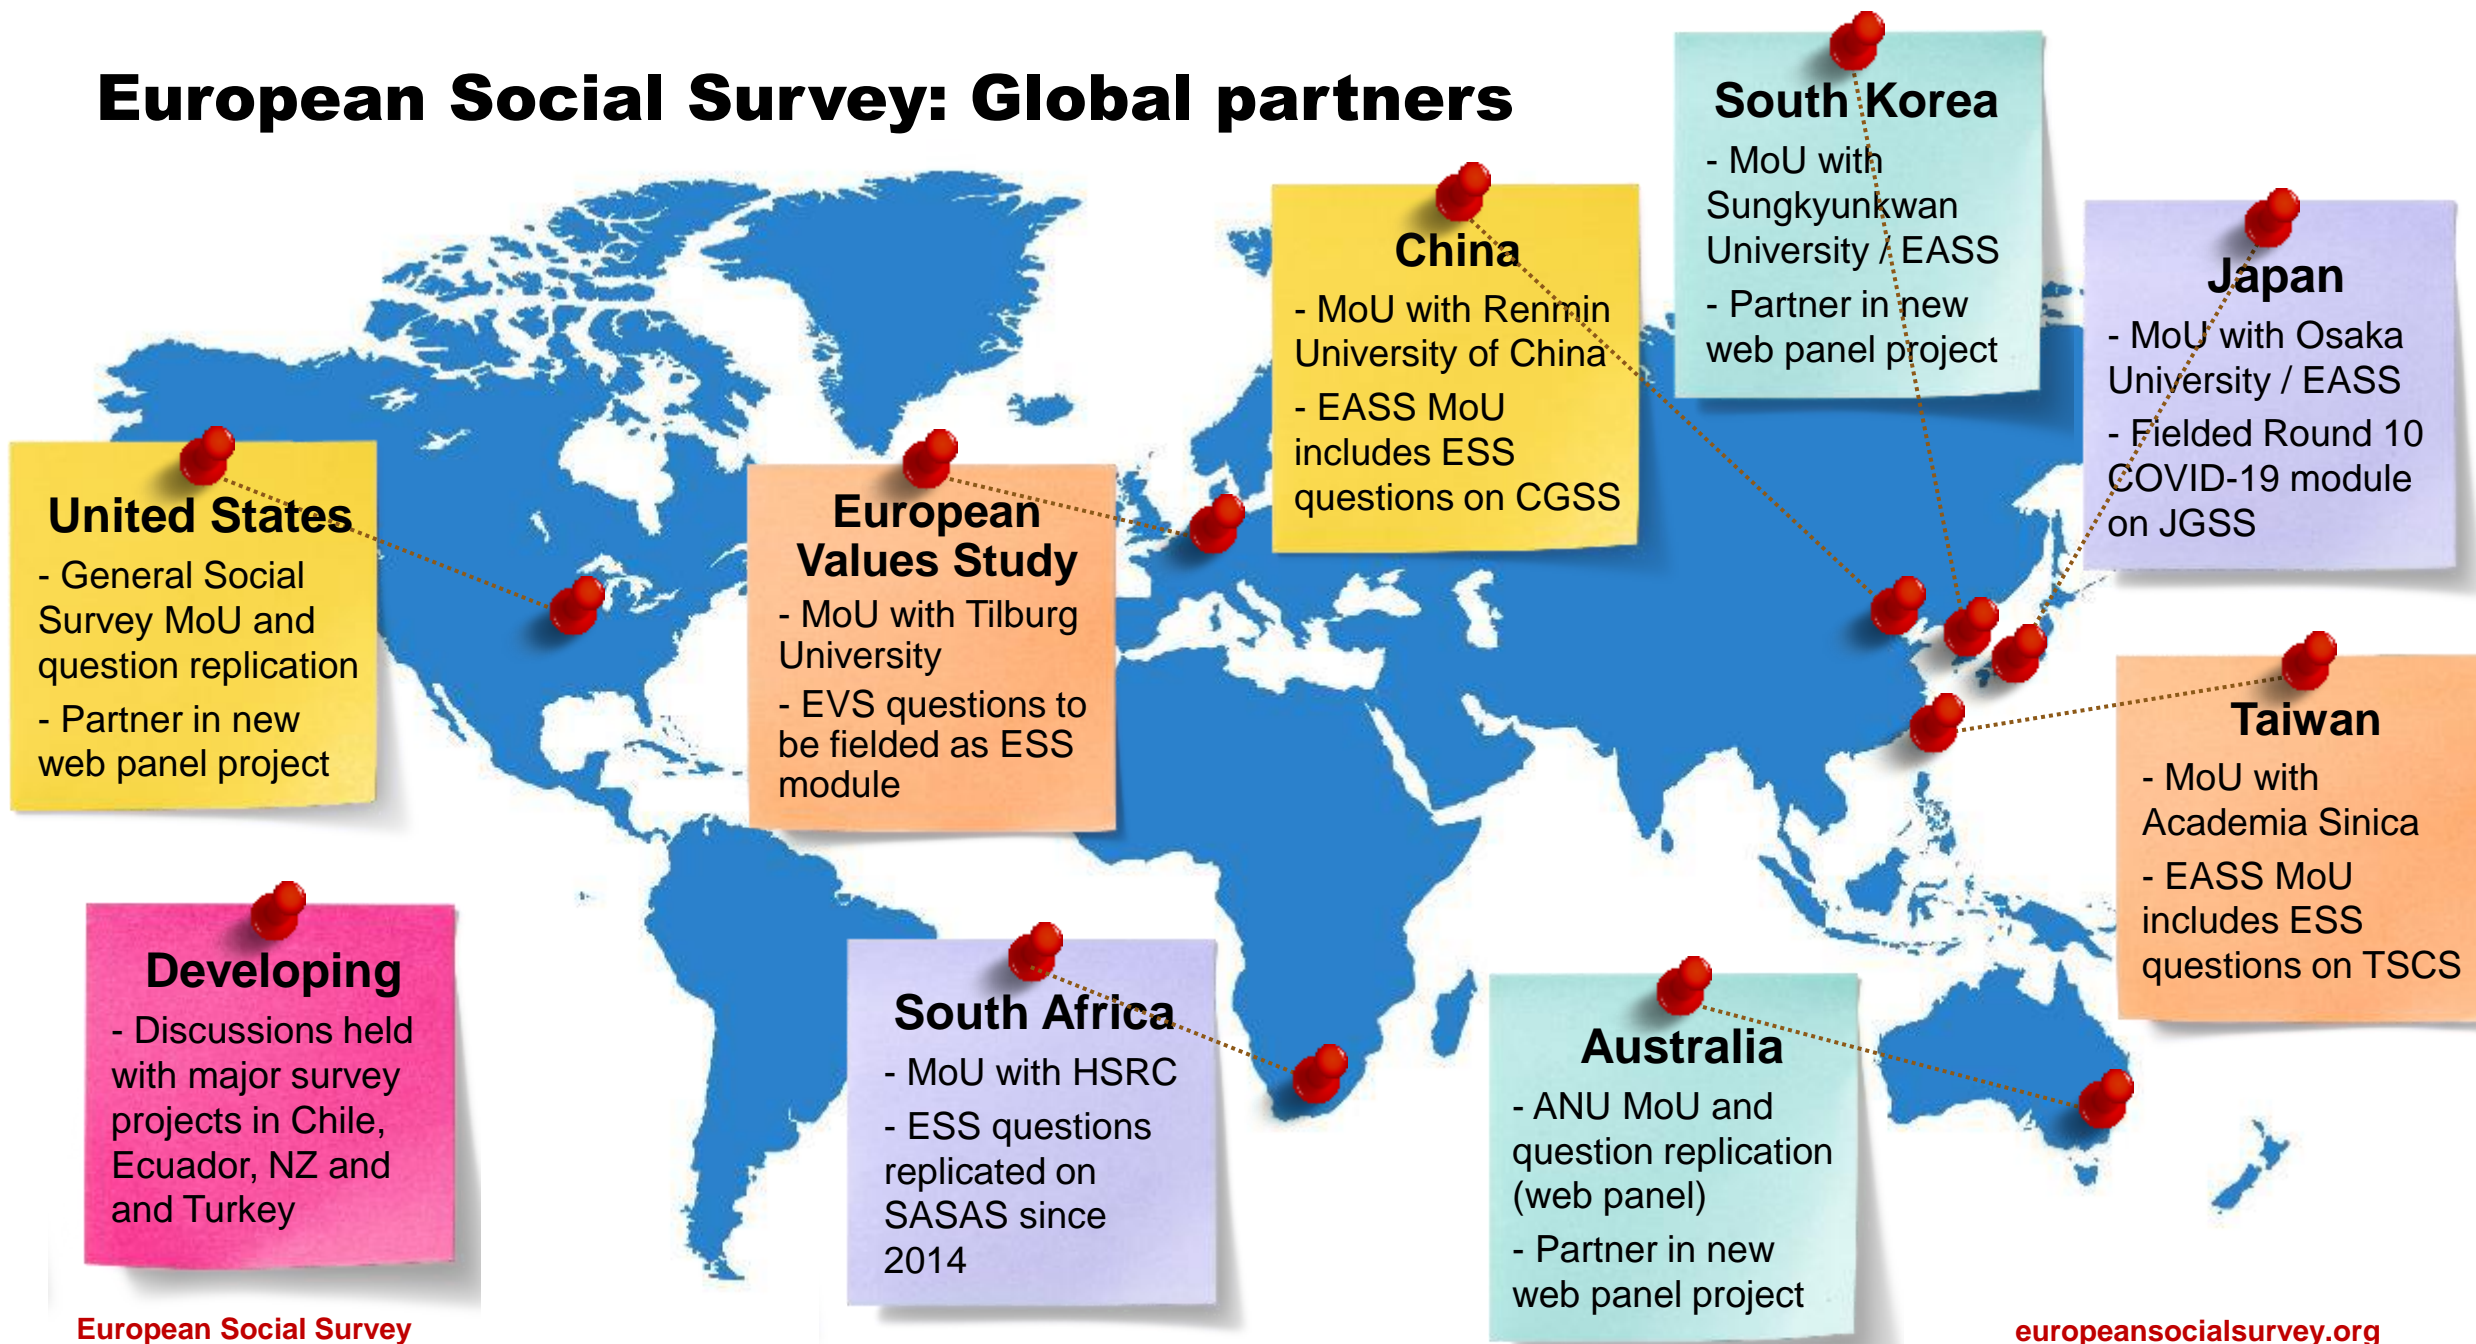 European Social Survey: Global partners
South Korea
- MoU with
Sungkyunkwan
University / EASS
- Partner in new
web panel project
China
- MoU with Renmin
University of China
- EASS MoU
includes ESS
questions on CGSS
Japan
- MoU with Osaka
University / EASS
- Fielded Round 10
COVID-19 module
on JGSS
United States
- General Social
Survey MoU and
question replication
- Partner in new
web panel project
European
Values Study
- MoU with Tilburg
University
- EVS questions to
be fielded as ESS
module
Taiwan
- MoU with
Academia Sinica
- EASS MoU
includes ESS
questions on TSCS
Developing
- Discussions held
with major survey
projects in Chile,
Ecuador, NZ and
and Turkey
South Africa
- MoU with HSRC
- ESS questions
replicated on
SASAS since
2014
Australia
- ANU MoU and
question replication
(web panel)
- Partner in new
web panel project
European Social Survey
europeansocialsurvey.org